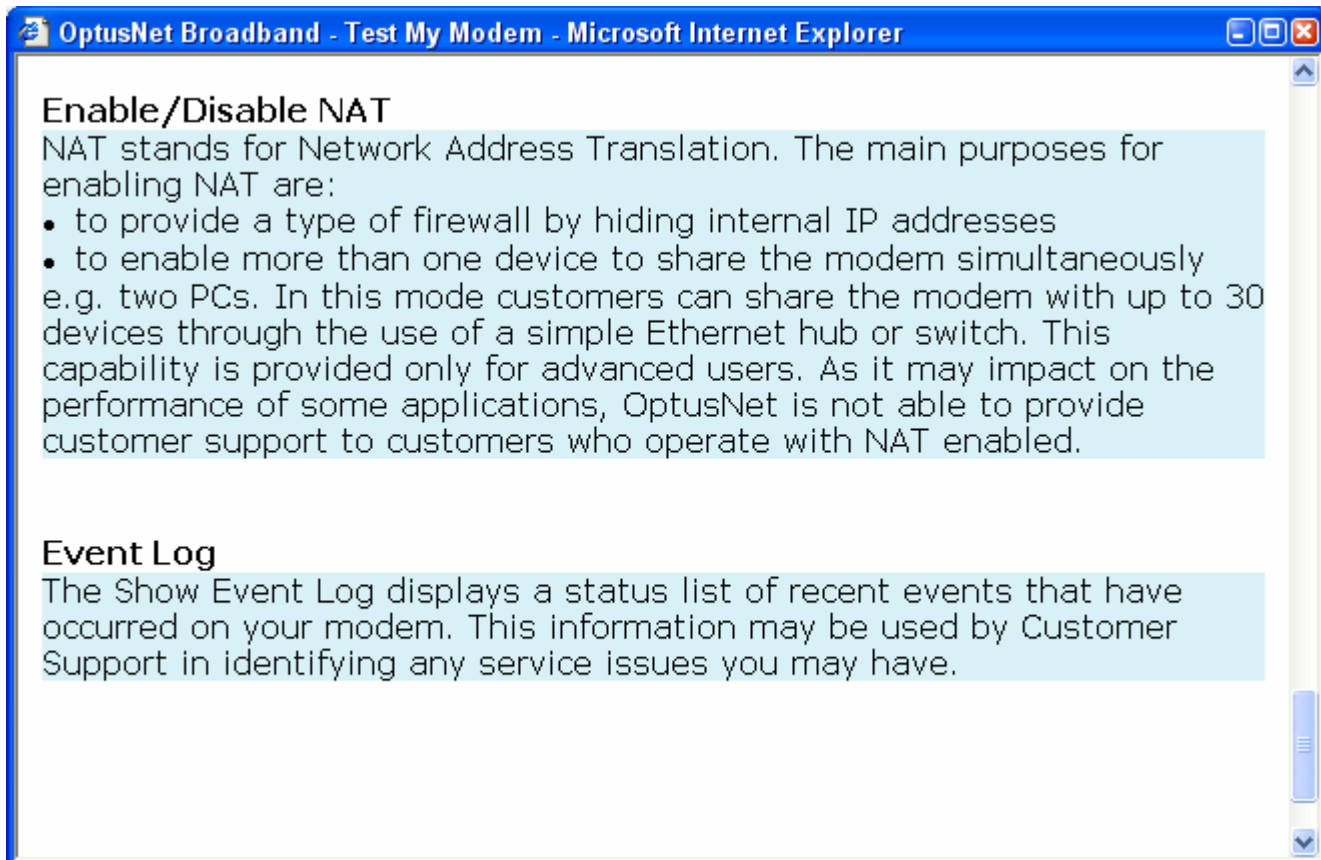 OptusNet Broadband - Test My Modem - Microsoft Internet Explorer
Enable/Disable NAT
NAT stands for Network Address Translation. The main purposes for
enabling NAT are:
• to provide a type of firewall by hiding internal IP addresses
• to enable more than one device to share the modem simultaneously
e.g. two PCs. In this mode customers can share the modem with up to 30
devices through the use of a simple Ethernet hub or switch. This
capability is provided only for advanced users. As it may impact on the
performance of some applications, OptusNet is not able to provide
customer support to customers who operate with NAT enabled.
Event Log
The Show Event Log displays a status list of recent events that have
occurred on your modem. This information may be used by Customer
Support in identifying any service issues you may have.